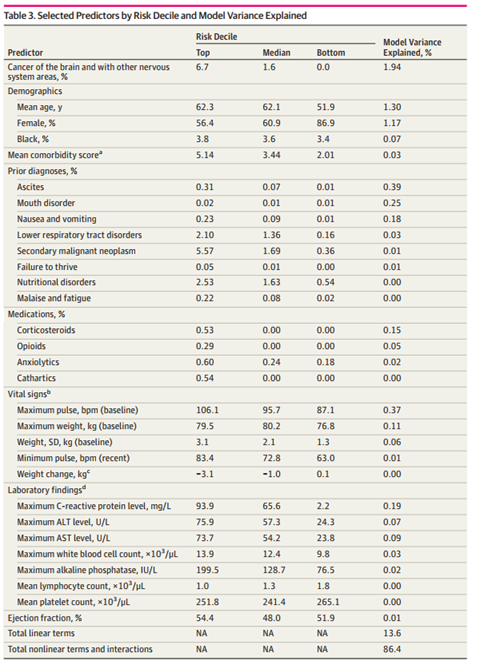 Table 3. Selected Predictors by Risk Decile and Model Variance Explained
Risk Decile
Predictor Top Median Bottom Model Variance Explained, %
Cancer of the brain and with other nervous 6.7 1.6 0.0 1.94
system areas, %
Demographics
Mean age, y 62.3 62.1 51.9 1.30
Female, % 56.4 60.9 86.9 1.17
Black, % 3.8 3.6 3.4 0.07
Mean comorbidity scoreᵃ 5.14 3.44 2.01 0.03
Prior diagnoses, %
Ascites 0.31 0.07 0.01 0.39
Mouth disorder 0.02 0.01 0.01 0.25
Nausea and vomiting 0.23 0.09 0.01 0.18
Lower respiratory tract disorders 2.10 1.36 0.16 0.03
Secondary malignant neoplasm 5.57 1.69 0.36 0.01
Failure to thrive 0.05 0.01 0.00 0.01
Nutritional disorders 2.53 1.63 0.54 0.00
Malaise and fatigue 0.22 0.08 0.02 0.00
Medications, %
Corticosteroids 0.53 0.00 0.00 0.15
Opioids 0.29 0.00 0.00 0.05
Anxiolytics 0.60 0.24 0.18 0.02
Cathartics 0.54 0.00 0.00 0.00
Vital signsᵇ
Maximum pulse, bpm (baseline) 106.1 95.7 87.1 0.37
Maximum weight, kg (baseline) 79.5 80.2 76.8 0.11
Weight, SD, kg (baseline) 3.1 2.1 1.3 0.06
Minimum pulse, bpm (recent) 83.4 72.8 63.0 0.01
Weight change, kgᶜ −3.1 −1.0 0.1 0.00
Laboratory findingsᵈ
Maximum C-reactive protein level, mg/L 93.9 65.6 2.2 0.19
Maximum ALT level, U/L 75.9 57.3 24.3 0.07
Maximum AST level, U/L 73.7 54.2 23.8 0.09
Maximum white blood cell count, ×10³/µL 13.9 12.4 9.8 0.03
Maximum alkaline phosphatase, IU/L 199.5 128.7 76.5 0.02
Mean lymphocyte count, ×10³/µL 1.0 1.3 1.8 0.00
Mean platelet count, ×10³/µL 251.8 241.4 265.1 0.00
Ejection fraction, % 54.4 48.0 51.9 0.01
Total linear terms NA NA NA 13.6
Total nonlinear terms and interactions NA NA NA 86.4